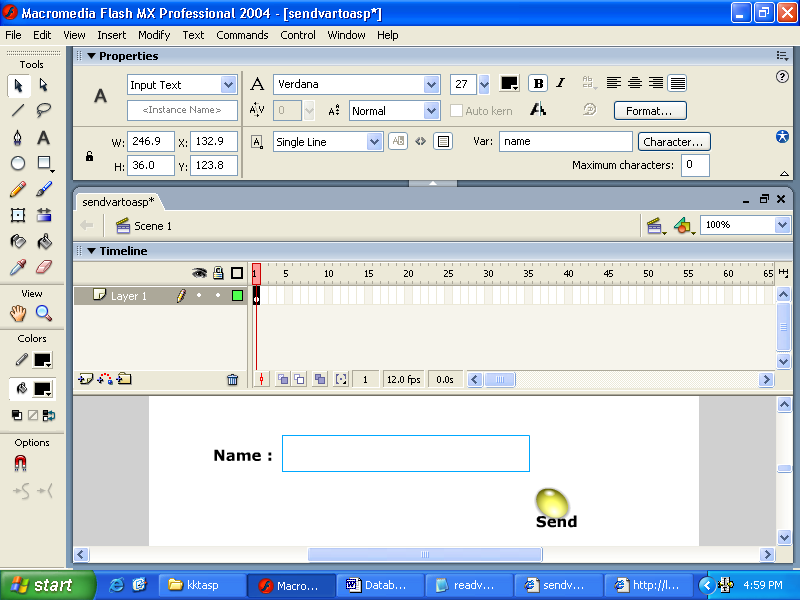 Macromedia Flash MX Professional 2004 - [sendvartoasp*]
File Edit View Insert Modify Text Commands Control Window Help
Tools
Properties
Input Text A Verdana 27 B I
A
<Instance Name> A/V 0 Normal Auto kern Format...
W: 246.9 X: 132.9 Single Line AB <> Var: name Character...
H: 36.0 Y: 123.8 Maximum characters: 0
sendvartoasp*
Scene 1 100%
Timeline
1 5 10 15 20 25 30 35 40 45 50 55 60 65
Layer 1
1 12.0 fps 0.0s
View
Colors
Options
Name :
Send
start kktasp Macro... Datab... readv... sendv... http://l... 4:59 PM